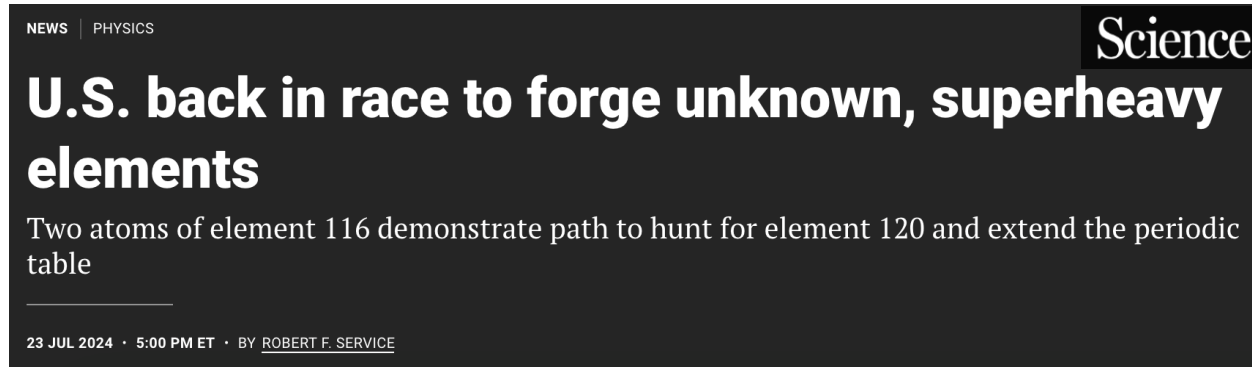 NEWS | PHYSICS
Science
U.S. back in race to forge unknown, superheavy
elements
Two atoms of element 116 demonstrate path to hunt for element 120 and extend the periodic
table
23 JUL 2024 • 5:00 PM ET • BY ROBERT F. SERVICE